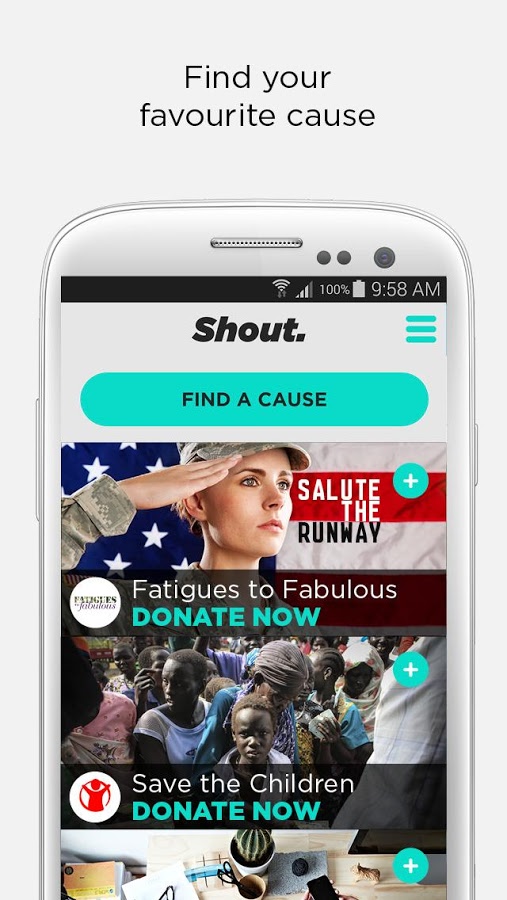 Find your
favourite cause
100% 9:58 AM
Shout.
FIND A CAUSE
SALUTE
THE
RUNWAY
FATIGUES
to fabulous
Fatigues to Fabulous
DONATE NOW
Save the Children
DONATE NOW